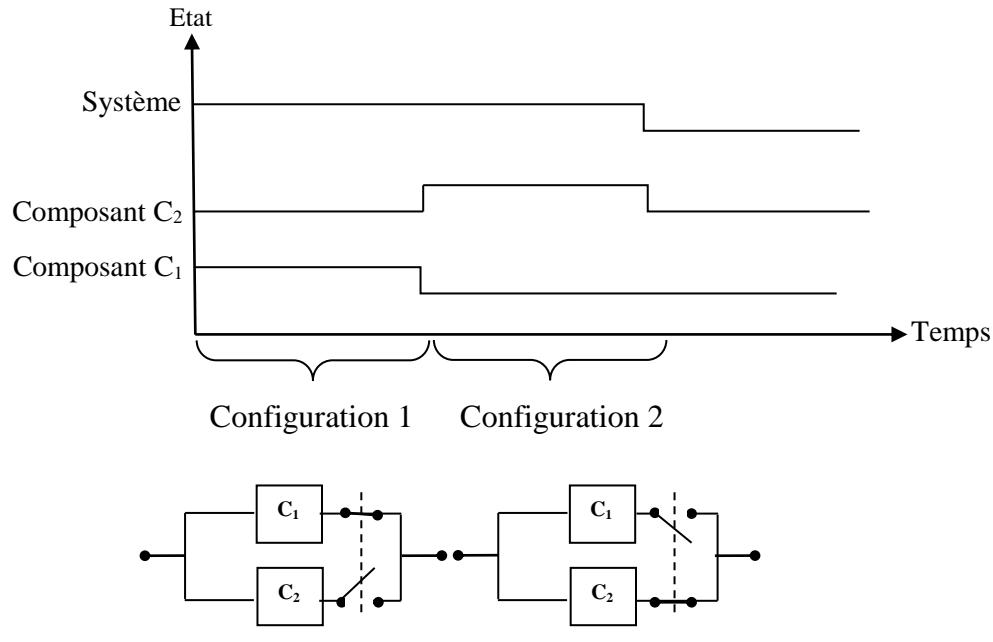 Etat
Système
Composant C₂
Composant C₁
Temps
Configuration 1 Configuration 2
C₁ C₁
C₂ C₂